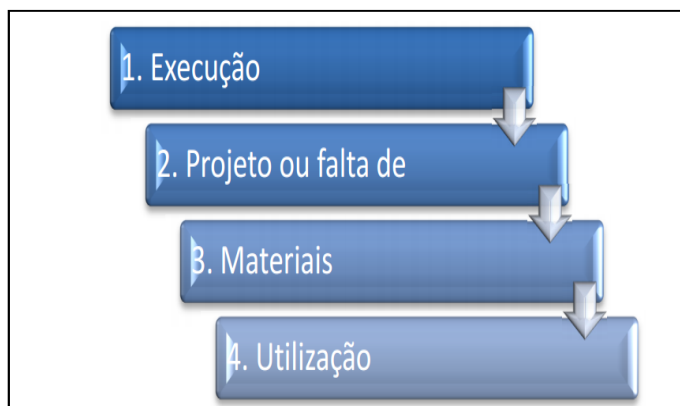 1. Execução
2. Projeto ou falta de
3. Materiais
4. Utilização